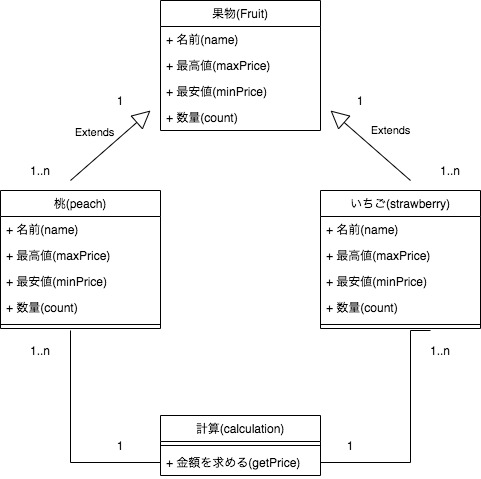 果物(Fruit)
+ 名前(name)
+ 最高値(maxPrice)
+ 最安値(minPrice)
+ 数量(count)
1
1
Extends
Extends
1..n
1..n
桃(peach)
+ 名前(name)
+ 最高値(maxPrice)
+ 最安値(minPrice)
+ 数量(count)
いちご(strawberry)
+ 名前(name)
+ 最高値(maxPrice)
+ 最安値(minPrice)
+ 数量(count)
1..n
1..n
計算(calculation)
1
1
+ 金額を求める(getPrice)